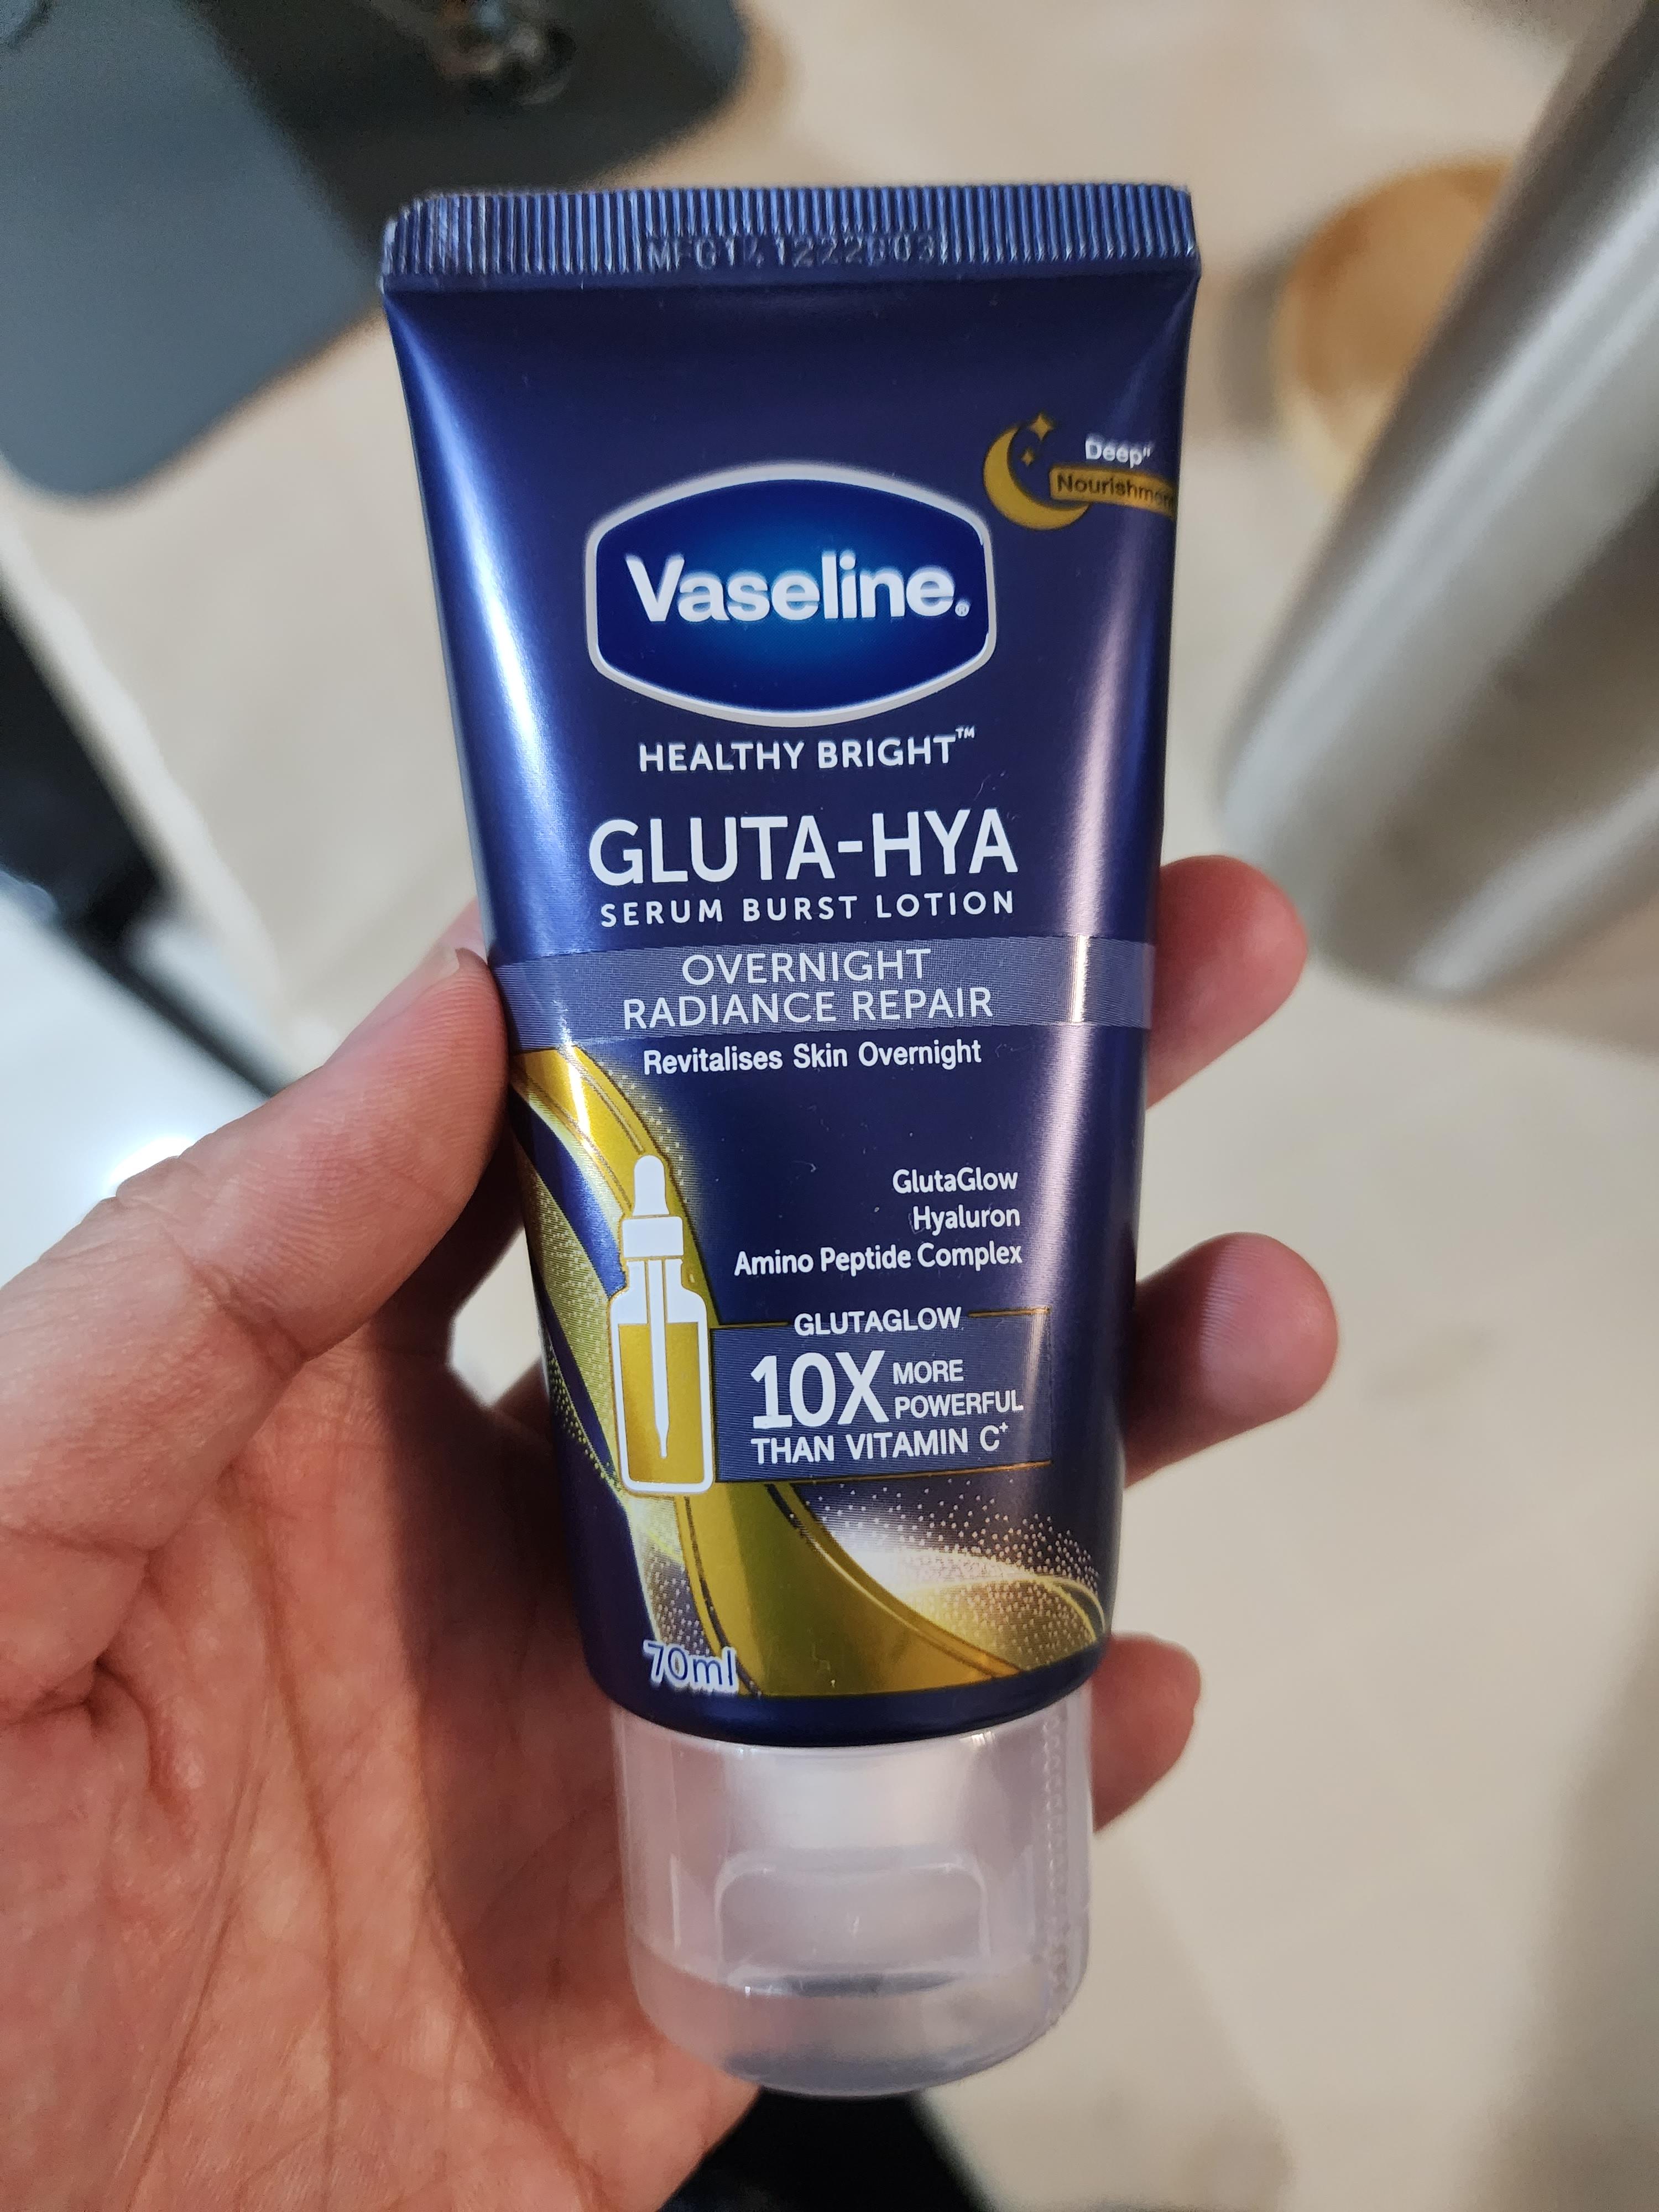 Deep"
Vaseline®
HEALTHY BRIGHT™
GLUTA-HYA
SERUM BURST LOTION
OVERNIGHT
RADIANCE REPAIR
Revitalises Skin Overnight
GlutaGlow
Hyaluron
Amino Peptide Complex
GLUTAGLOW
10X MORE
POWERFUL
THAN VITAMIN C⁺
70ml